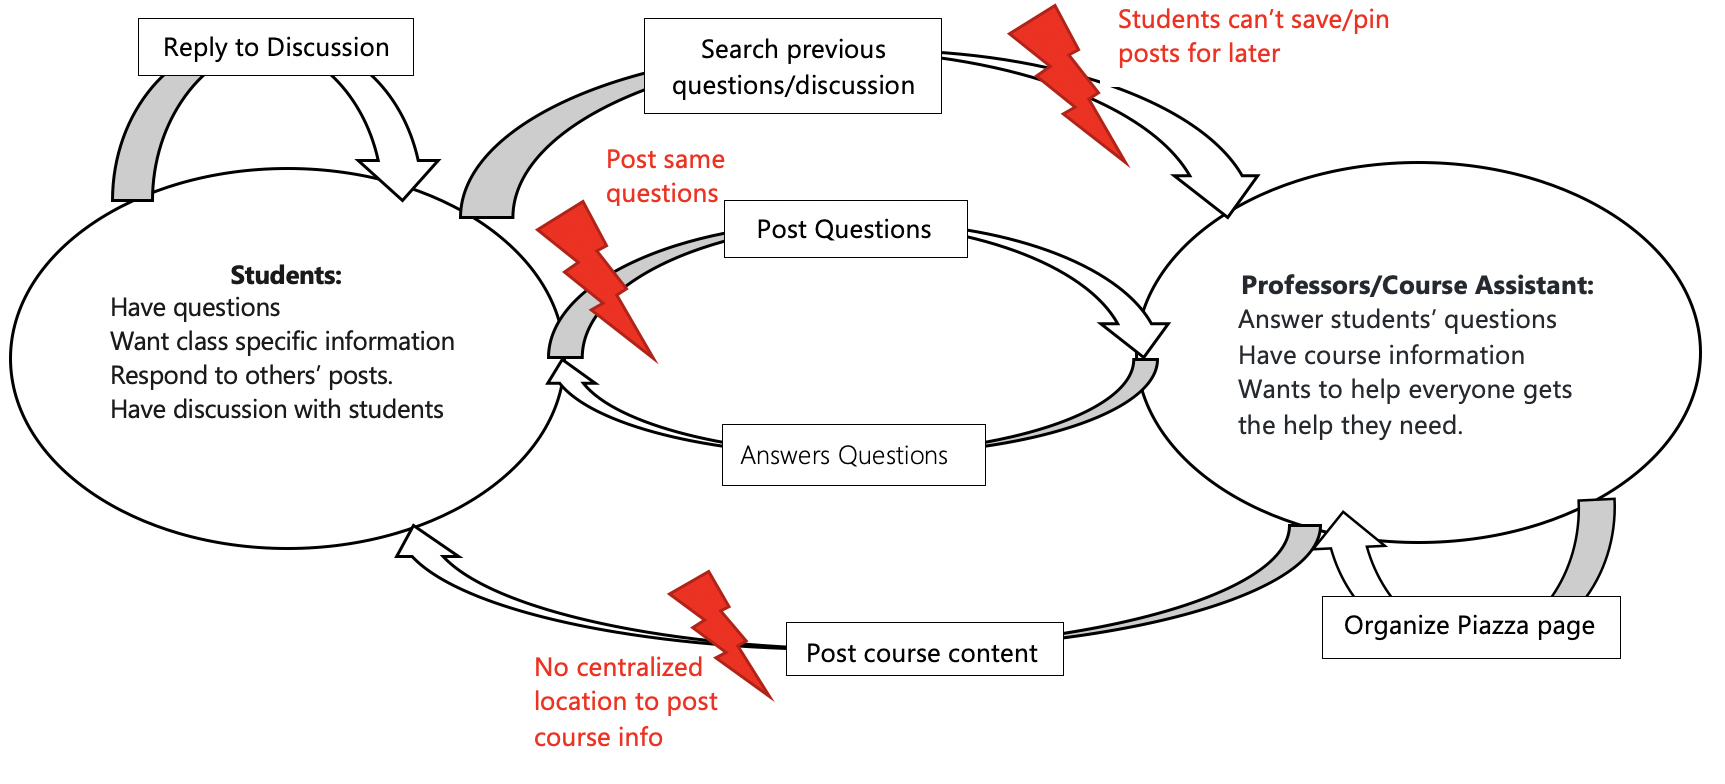 Reply to Discussion
Search previous
questions/discussion
Students can't save/pin
posts for later
Post same
questions
Post Questions
Students:
Have questions
Want class specific information
Respond to others' posts.
Have discussion with students
Professors/Course Assistant:
Answer students' questions
Have course information
Wants to help everyone gets
the help they need.
Answers Questions
Organize Piazza page
Post course content
No centralized
location to post
course info